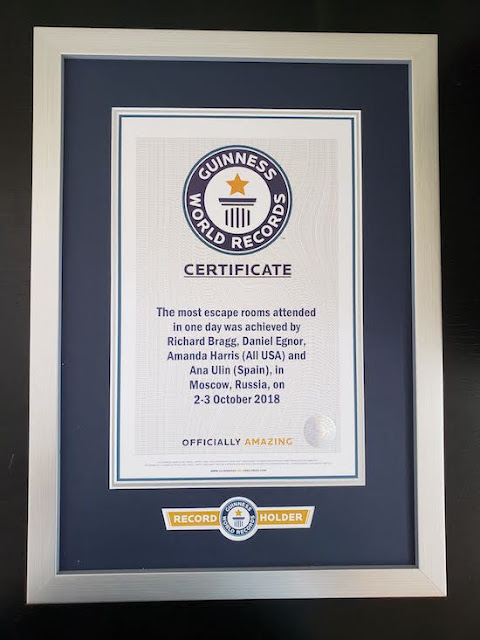 GUINNESS
WORLD RECORDS
CERTIFICATE
The most escape rooms attended
in one day was achieved by
Richard Bragg, Daniel Egnor,
Amanda Harris (All USA) and
Ana Ulin (Spain), in
Moscow, Russia, on
2-3 October 2018
OFFICIALLY AMAZING
RECORD HOLDER
GUINNESS
WORLD RECORDS